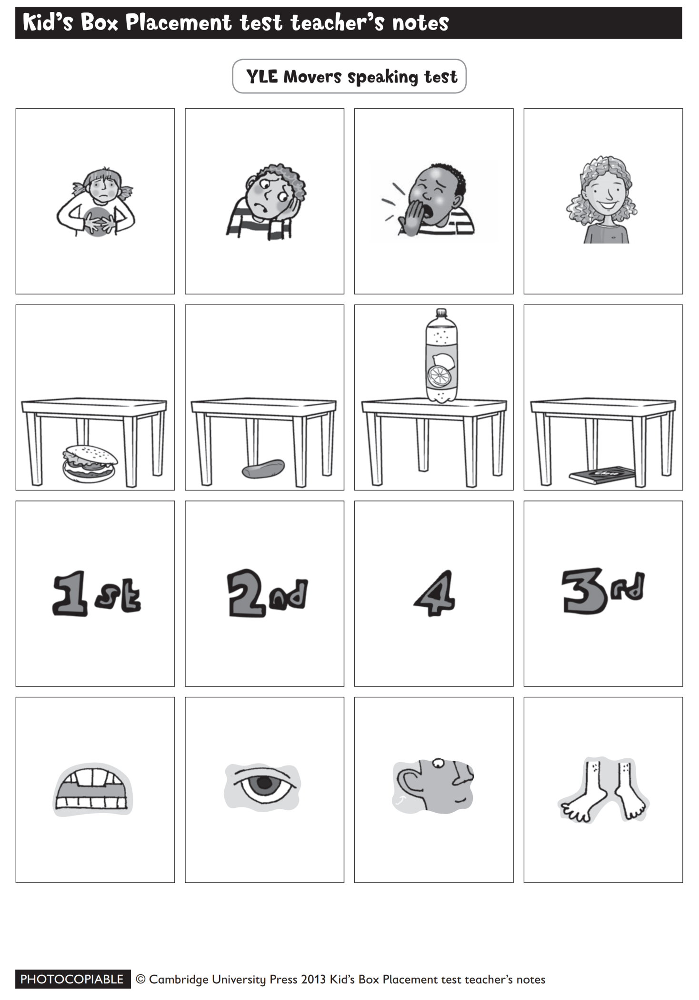 Kid's Box Placement test teacher's notes
YLE Movers speaking test
1st 2nd 4 3rd
PHOTOCOPIABLE © Cambridge University Press 2013 Kid's Box Placement test teacher's notes